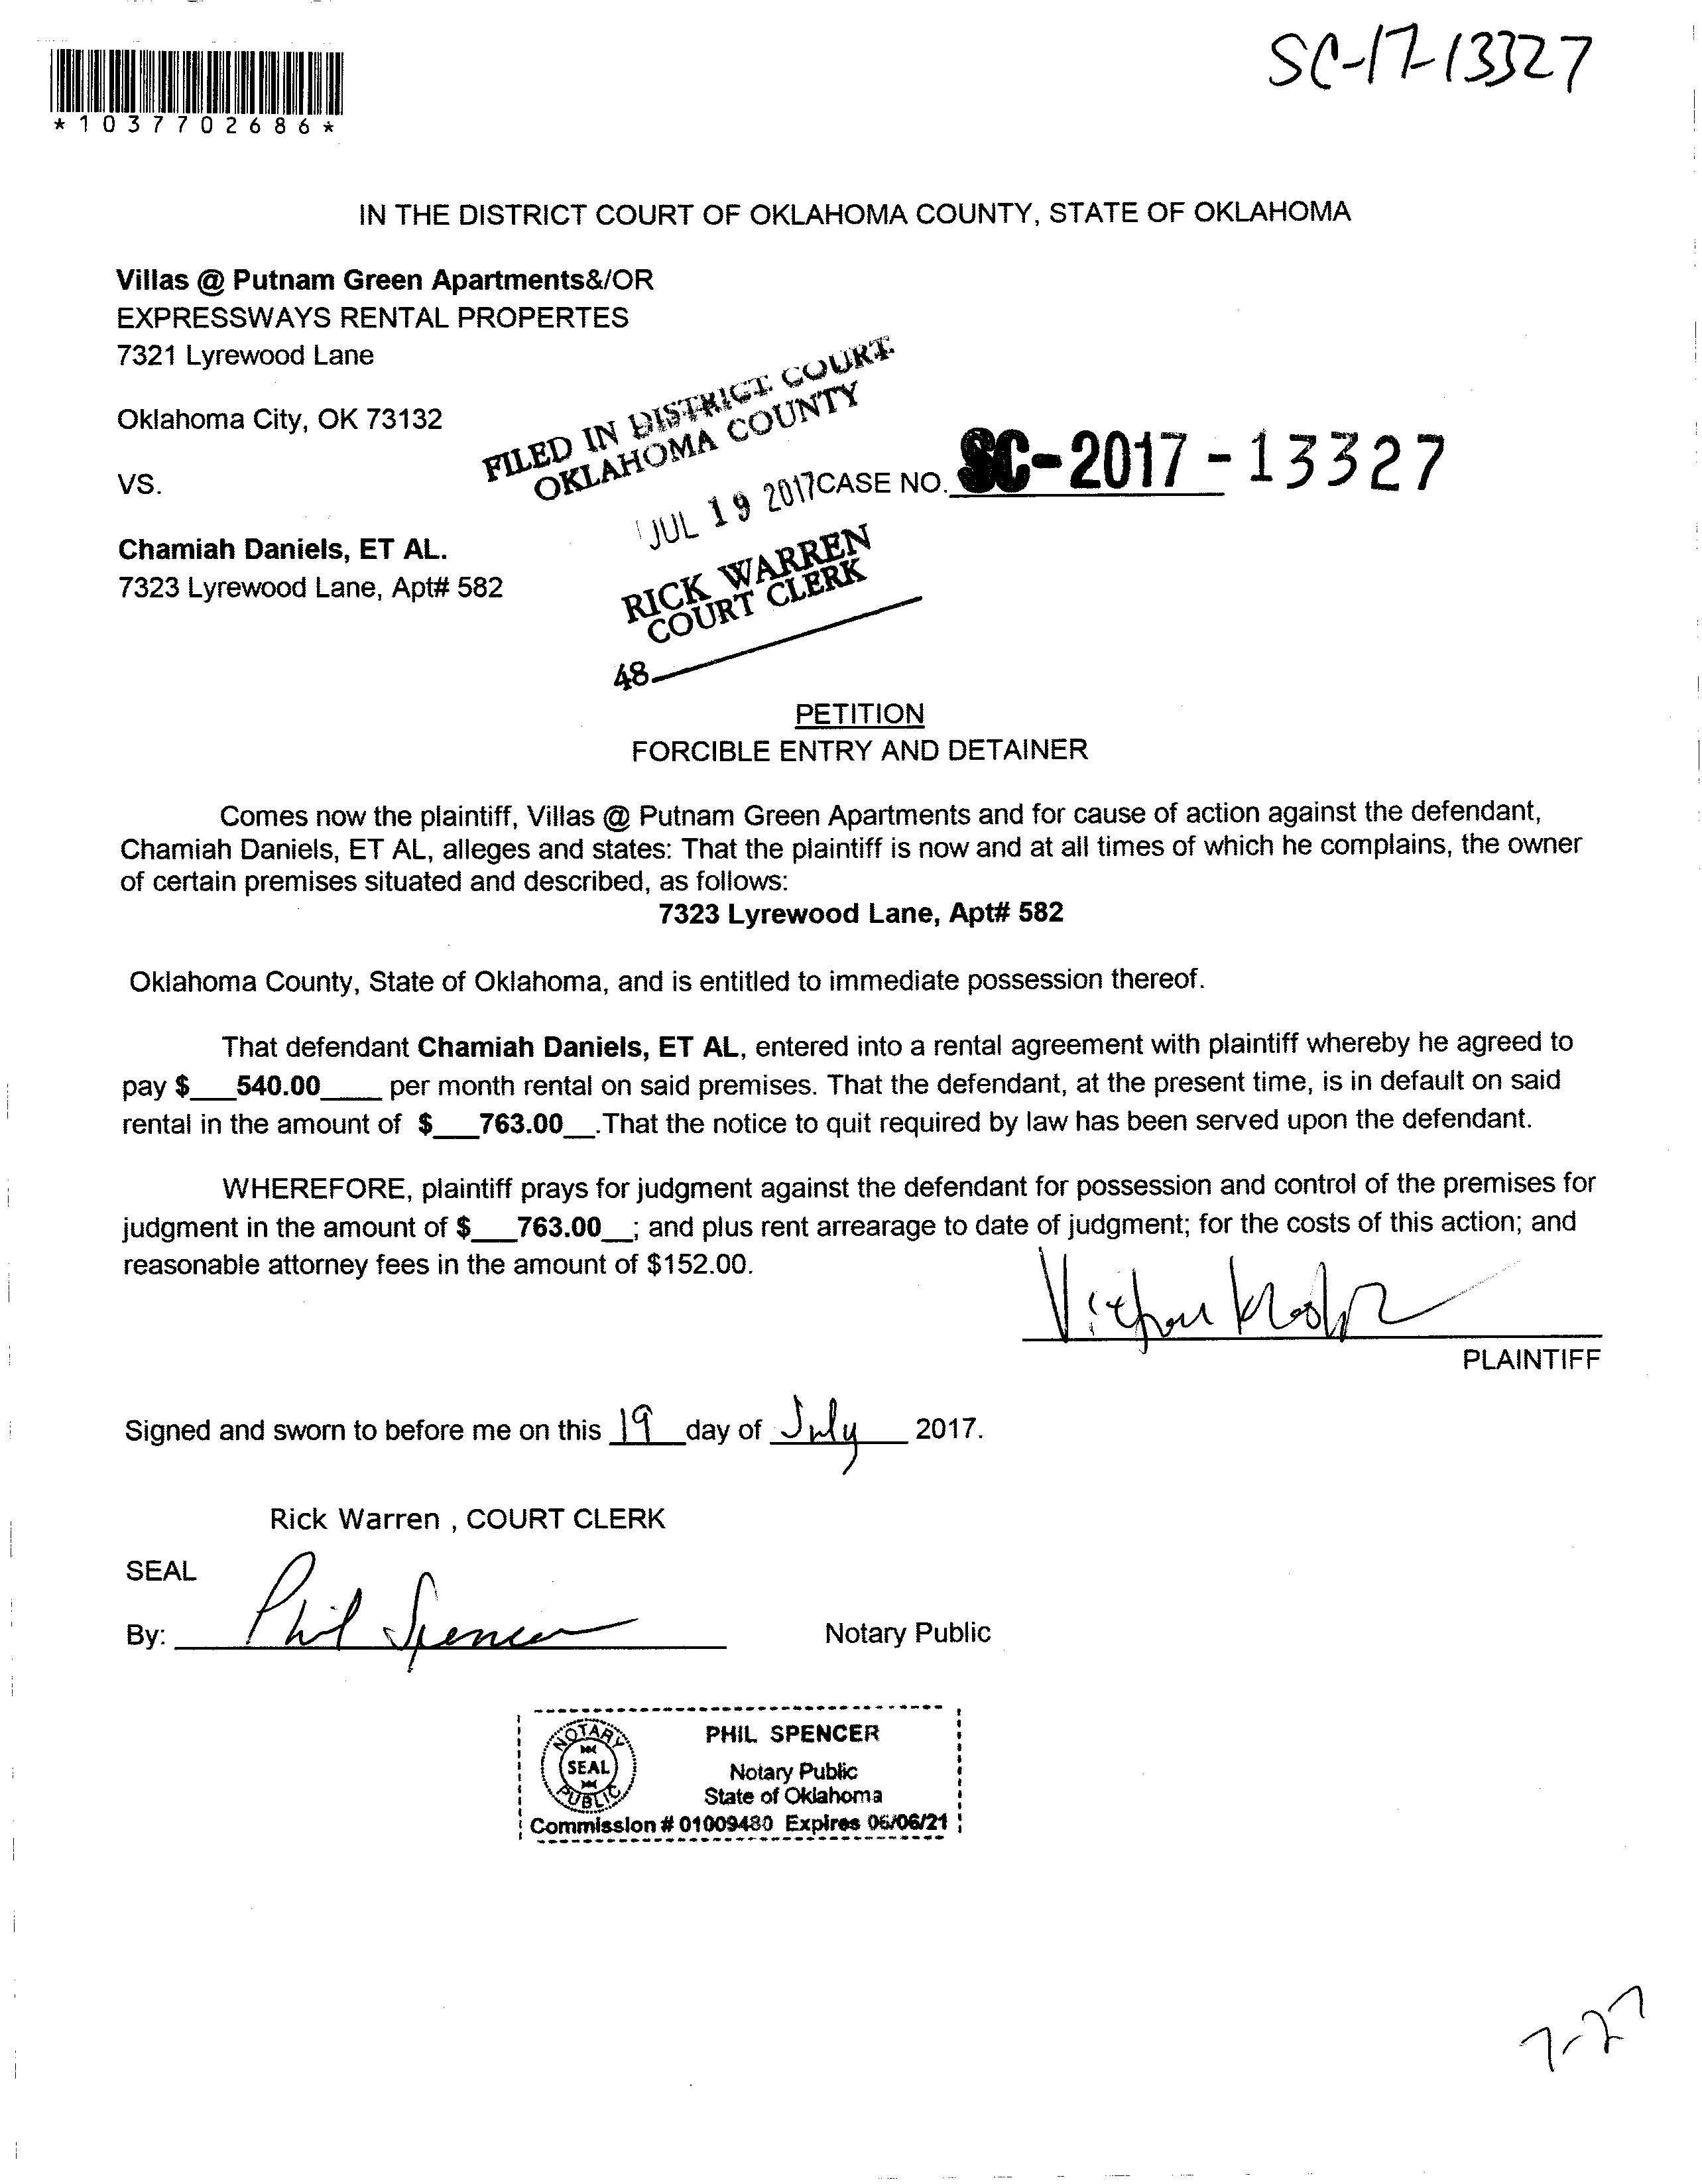 SC-17-13327
*1037702686*
IN THE DISTRICT COURT OF OKLAHOMA COUNTY, STATE OF OKLAHOMA
Villas @ Putnam Green Apartments&/OR
EXPRESSWAYS RENTAL PROPERTES
7321 Lyrewood Lane
Oklahoma City, OK 73132
FILED IN DISTRICT COURT
OKLAHOMA COUNTY
VS.
JUL 19 2017
CASE NO. SC-2017-13327
Chamiah Daniels, ET AL.
7323 Lyrewood Lane, Apt# 582
RICK WARREN
COURT CLERK
48
PETITION
FORCIBLE ENTRY AND DETAINER
Comes now the plaintiff, Villas @ Putnam Green Apartments and for cause of action against the defendant,
Chamiah Daniels, ET AL, alleges and states: That the plaintiff is now and at all times of which he complains, the owner
of certain premises situated and described, as follows:
7323 Lyrewood Lane, Apt# 582
Oklahoma County, State of Oklahoma, and is entitled to immediate possession thereof.
That defendant Chamiah Daniels, ET AL, entered into a rental agreement with plaintiff whereby he agreed to
pay $___540.00____ per month rental on said premises. That the defendant, at the present time, is in default on said
rental in the amount of $___763.00__.That the notice to quit required by law has been served upon the defendant.
WHEREFORE, plaintiff prays for judgment against the defendant for possession and control of the premises for
judgment in the amount of $___763.00__; and plus rent arrearage to date of judgment; for the costs of this action; and
reasonable attorney fees in the amount of $152.00.
PLAINTIFF
Signed and sworn to before me on this 19 day of July 2017.
Rick Warren , COURT CLERK
SEAL
By: Phil Spencer Notary Public
NOTARY
SEAL
PUBLIC
PHIL SPENCER
Notary Public
State of Oklahoma
Commission # 01009480 Expires 06/06/21
7-27